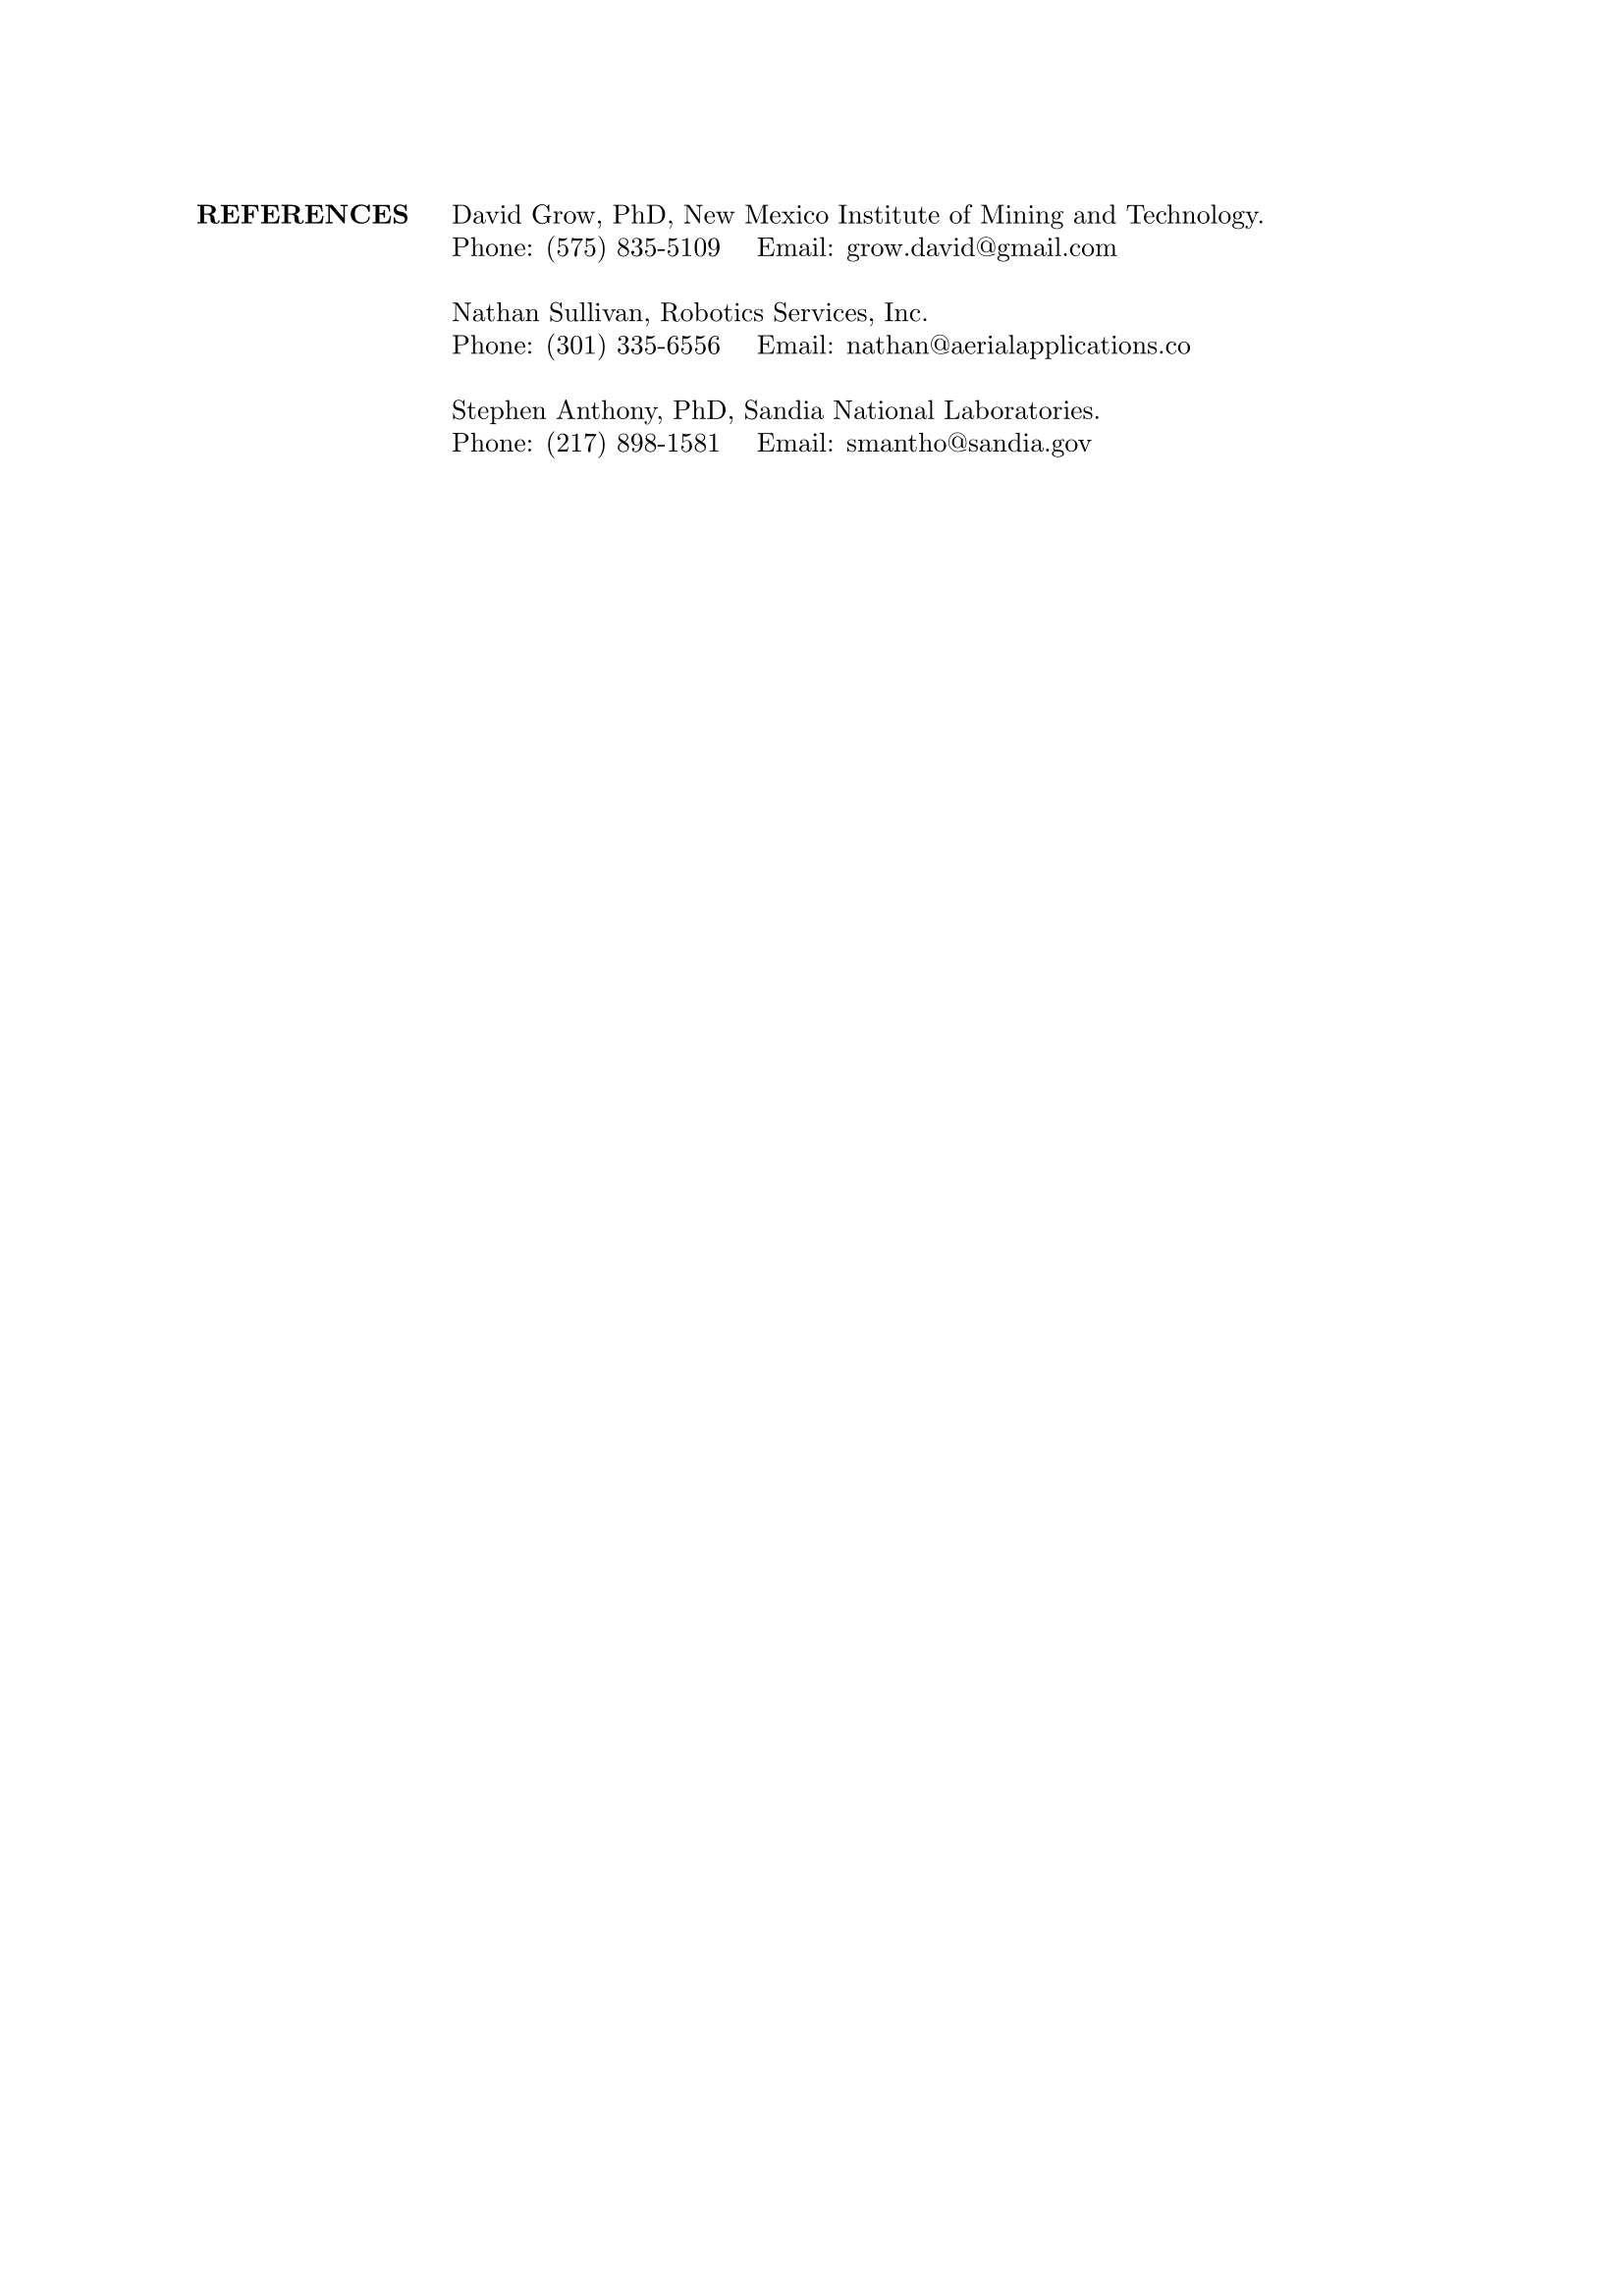 REFERENCES David Grow, PhD, New Mexico Institute of Mining and Technology.
Phone: (575) 835-5109 Email: grow.david@gmail.com
Nathan Sullivan, Robotics Services, Inc.
Phone: (301) 335-6556 Email: nathan@aerialapplications.co
Stephen Anthony, PhD, Sandia National Laboratories.
Phone: (217) 898-1581 Email: smantho@sandia.gov